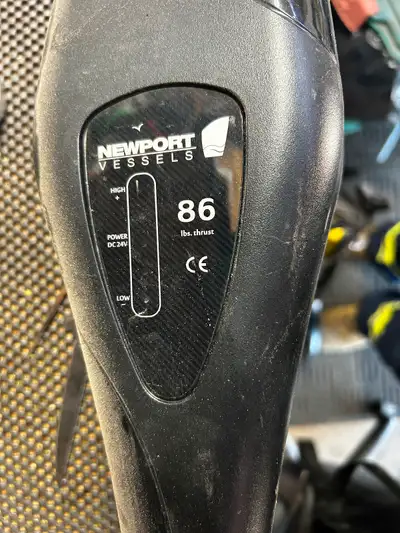 NEWPORT
VESSELS
HIGH
+
86
lbs. thrust
POWER
DC 24V
CE
LOW
-